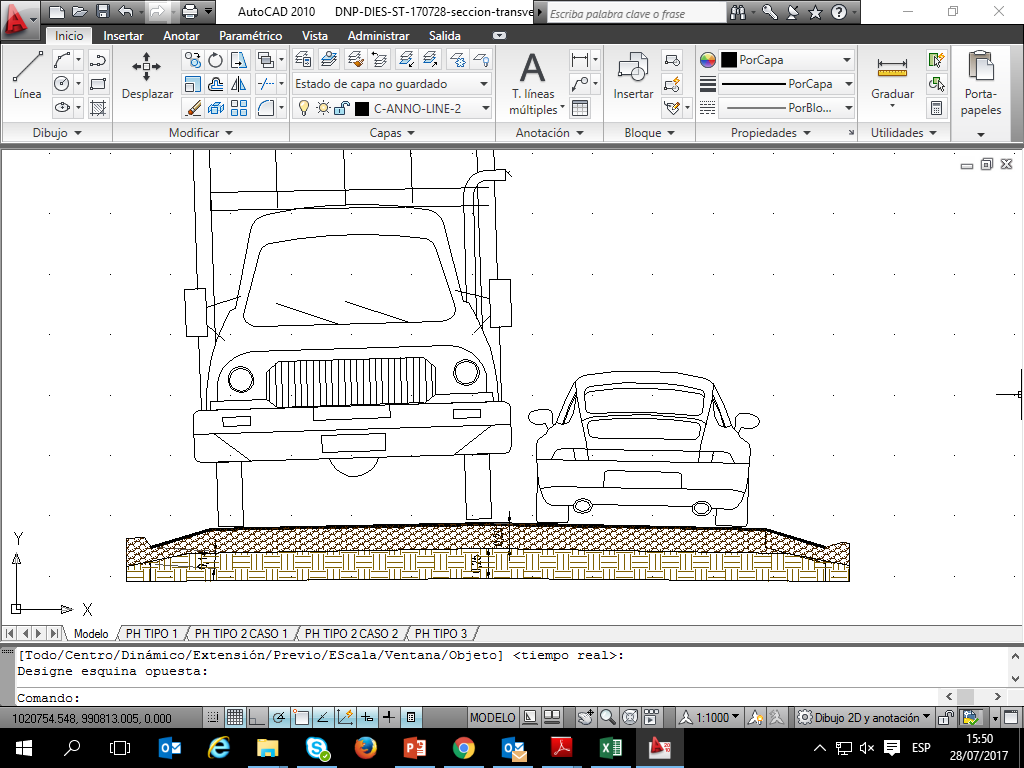 AutoCAD 2010 DNP-DIES-ST-170728-seccion-transve
Escriba palabra clave o frase
Inicio Insertar Anotar Paramétrico Vista Administrar Salida
Línea
Desplazar
Estado de capa no guardado
C-ANNO-LINE-2
T. líneas
múltiples
Insertar
PorCapa
PorCapa
PorBlo...
Graduar
Porta-
papeles
Dibujo Modificar Capas Anotación Bloque Propiedades Utilidades
Y
X
Modelo PH TIPO 1 PH TIPO 2 CASO 1 PH TIPO 2 CASO 2 PH TIPO 3
[Todo/Centro/Dinámico/Extensión/Previo/EScala/Ventana/Objeto] <tiempo real>:
Designe esquina opuesta:
Comando:
1020754.548, 990813.005, 0.000
MODELO
1:1000
Dibujo 2D y anotación
ESP
15:50
28/07/2017